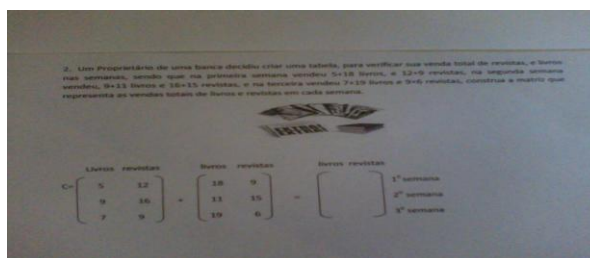 2. Um Proprietário de uma banca decidiu criar uma tabela, para verificar sua venda total de revistas, e livros
nas semanas, sendo que na primeira semana vendeu 5+18 livros, e 12+9 revistas, na segunda semana
vendeu, 9+11 livros e 16+15 revistas, e na terceira vendeu 7+19 livros e 9+6 revistas, construa a matriz que
representa as vendas totais de livros e revistas em cada semana.
Livros revistas livros revistas livros revistas
C= 5 12 + 18 9 = 1ª semana
9 16 11 15 2ª semana
7 9 19 6 3ª semana